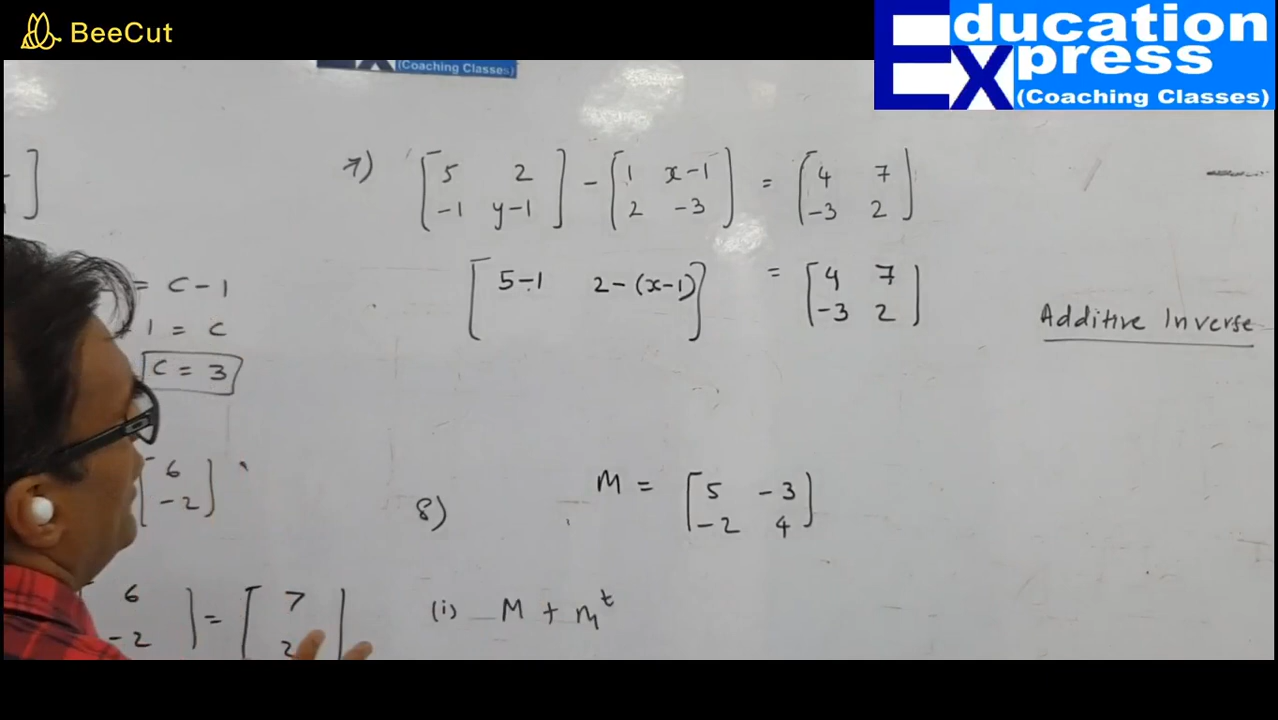 BeeCut
Education
Express
(Coaching Classes)
(Coaching Classes)
7) [5 2] - [1 x-1] = [4 7]
[-1 y-1] [2 -3] [-3 2]
[5-1 2-(x-1)] = [4 7]
[-3 2]
= c-1
1 = c
c = 3
Additive Inverse
[6]
[-2]
8) M = [5 -3]
[-2 4]
6 ] = [ 7 ]
-2 2
(i) M + m^t